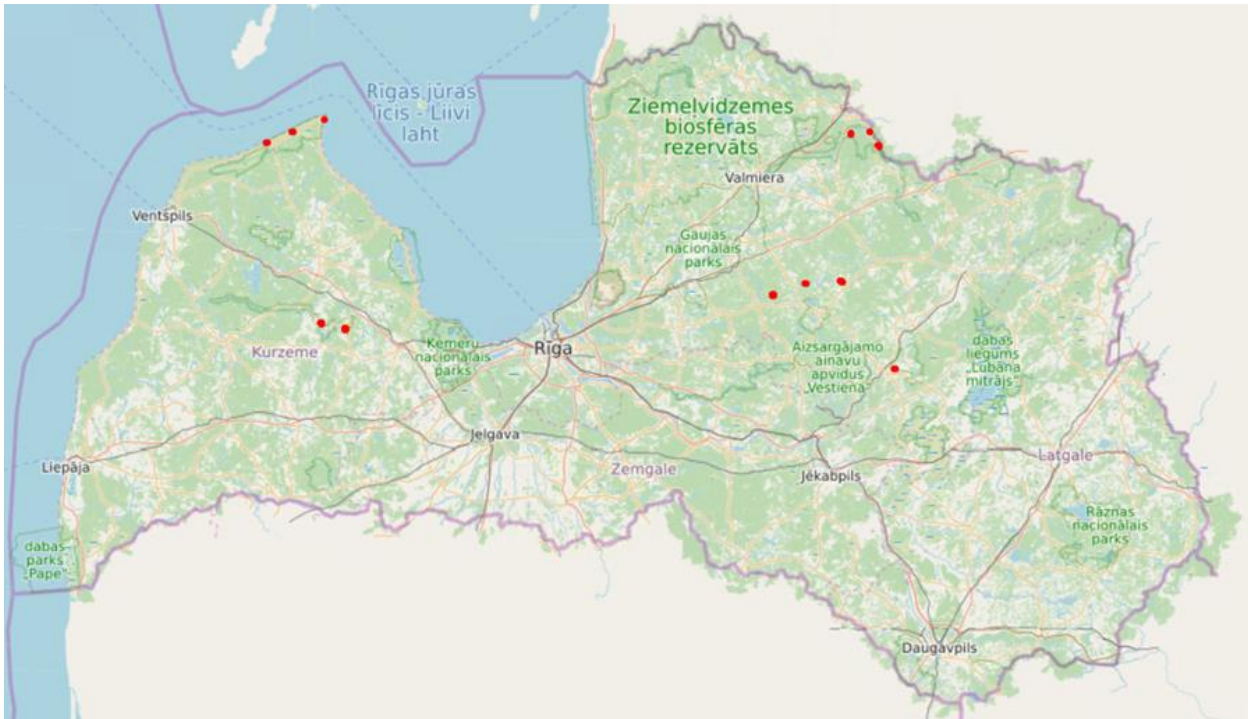 Rīgas jūras
līcis - Liivi
laht
Ziemeļvidzemes
biosfēras
rezervāts
Valmiera
Ventspils
Gaujas
nacionālais
parks
Rīga
Ķemeru
nacionālais
parks
Kurzeme
Aizsargājamo
ainavu
apvidus
„Vestiena”
dabas
liegums
„Lubāna
mitrājs”
Jelgava
Liepāja
Zemgale
Jēkabpils
Latgale
Rāznas
nacionālais
parks
dabas
parks
„Pape”
Daugavpils